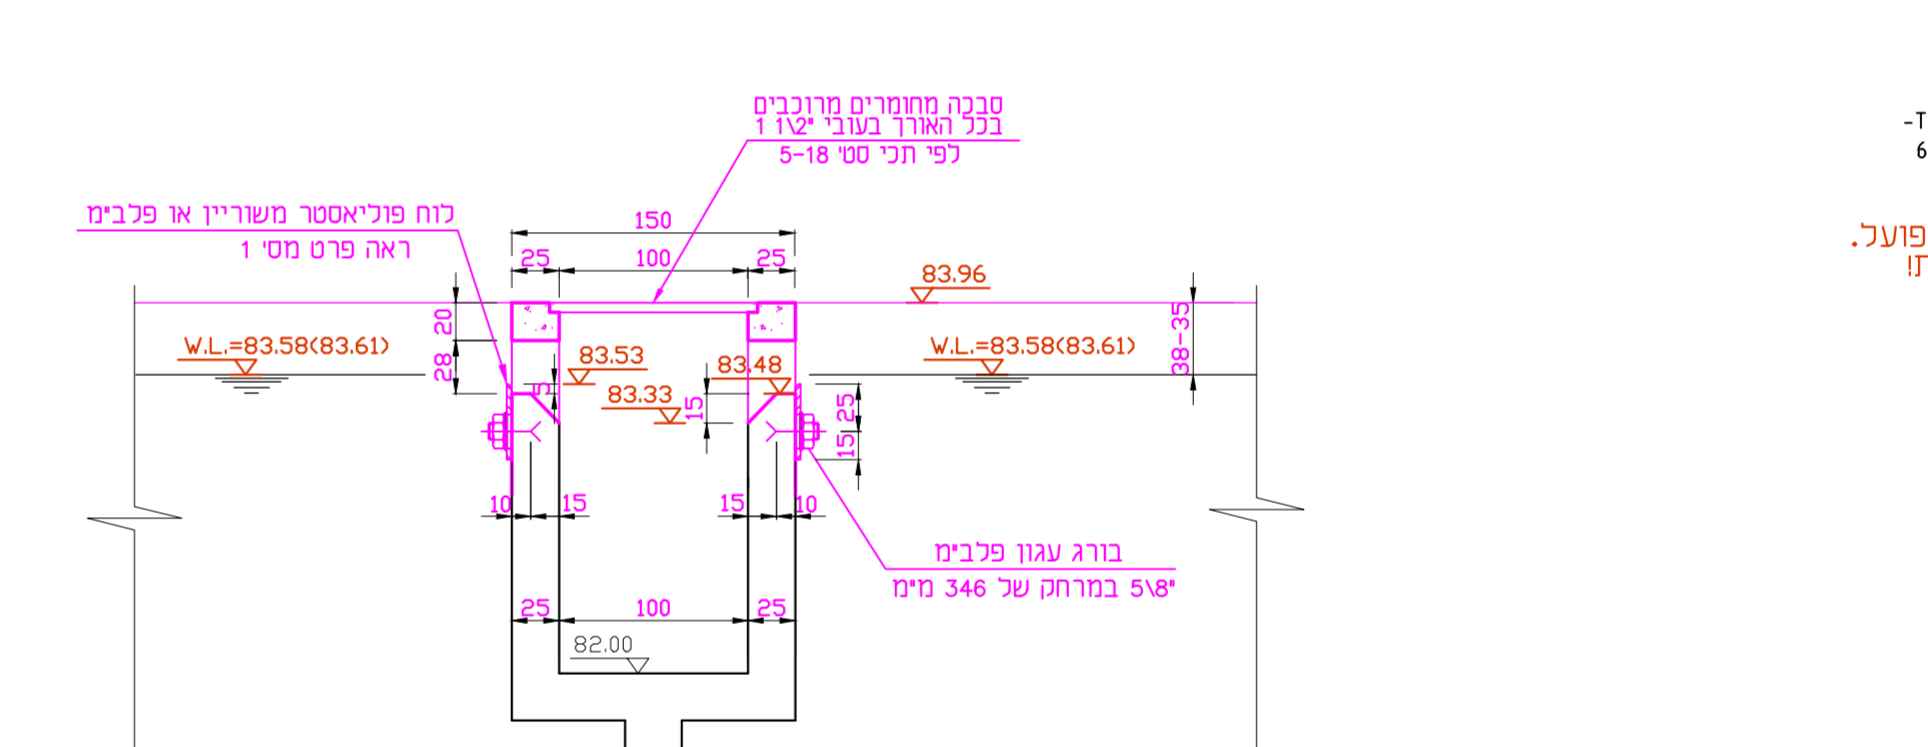 סבכה מחומרים מרוכבים
בכל האורך בעובי 1 1\2"
לפי תכי סטי 5-18
T-
6
לוח פוליאסטר משוריין או פלב"מ
ראה פרט מס' 1
150
25
100
25
פועל.
ת!
83.96
20
28
38-35
W.L.=83.58(83.61)
83.53
83.48
W.L.=83.58(83.61)
5
83.33
15
25
15
10
15
15
10
בורג עגון פלב"מ
5\8" במרחק של 346 מ"מ
25
100
25
82.00